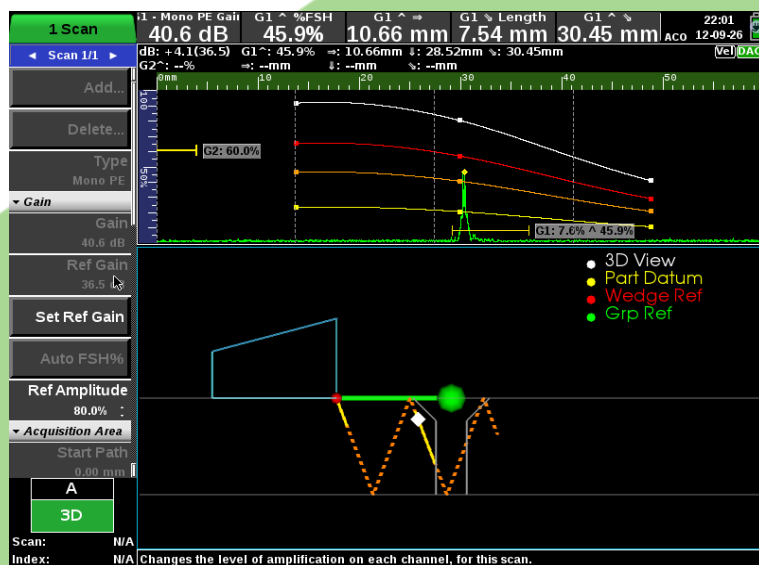 1 Scan
◄ Scan 1/1 ►
Add...
Delete...
Type
Mono PE
▾ Gain
Gain
40.6 dB
Ref Gain
36.5
Set Ref Gain
Auto FSH%
Ref Amplitude
80.0%
▾ Acquisition Area
Start Path
0.00 mm
A
3D
Scan: N/A
Index: N/A
- Mono PE Gai G1 ^ %FSH G1 ^ ⇒ G1 ⇘ Length G1 ^ ⇘
40.6 dB 45.9% 10.66 mm 7.54 mm 30.45 mm ACO
22:01
12-09-26
dB: +4.1(36.5) G1^: 45.9% ⇒: 10.66mm ⇓: 28.52mm ⇘: 30.45mm
G2^: --% ⇒: --mm ⇓: --mm ⇘: --mm
Vel DAC
0mm 10 20 30 40 50
100
50%
G2: 60.0%
G1: 7.6% ^ 45.9%
3D View
Part Datum
Wedge Ref
Grp Ref
Changes the level of amplification on each channel, for this scan.